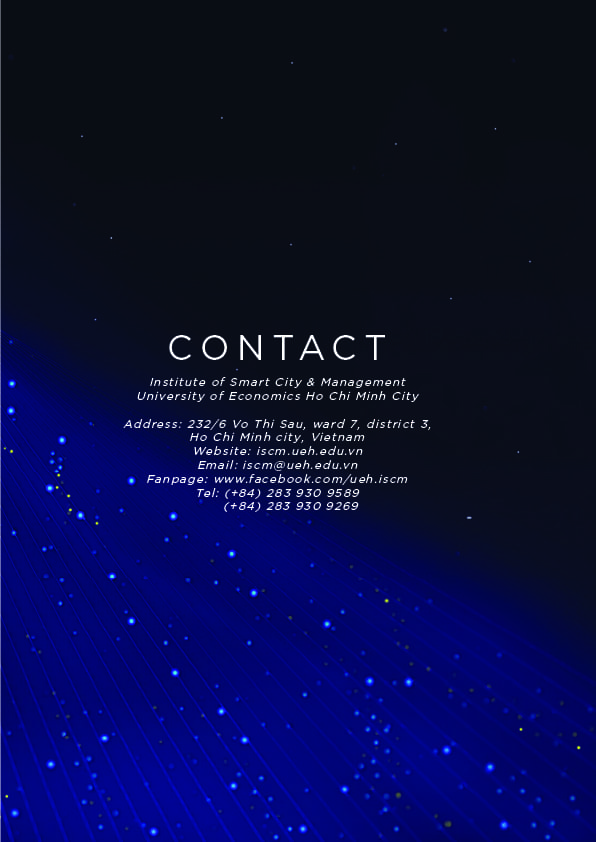 CONTACT
Institute of Smart City & Management
University of Economics Ho Chi Minh City
Address: 232/6 Vo Thi Sau, ward 7, district 3,
Ho Chi Minh city, Vietnam
Website: iscm.ueh.edu.vn
Email: iscm@ueh.edu.vn
Fanpage: www.facebook.com/ueh.iscm
Tel: (+84) 283 930 9589
(+84) 283 930 9269